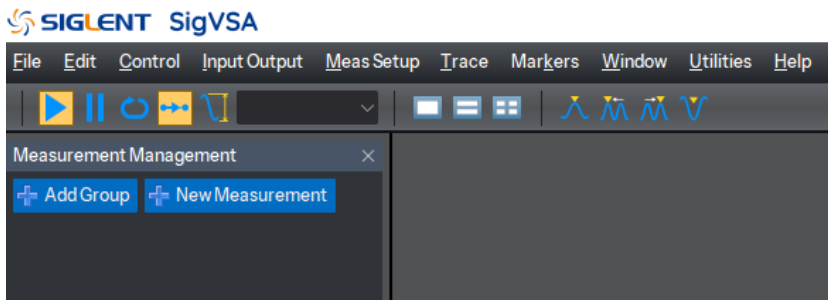 SIGLENT SigVSA
File Edit Control Input Output Meas Setup Trace Markers Window Utilities Help
Measurement Management
Add Group New Measurement